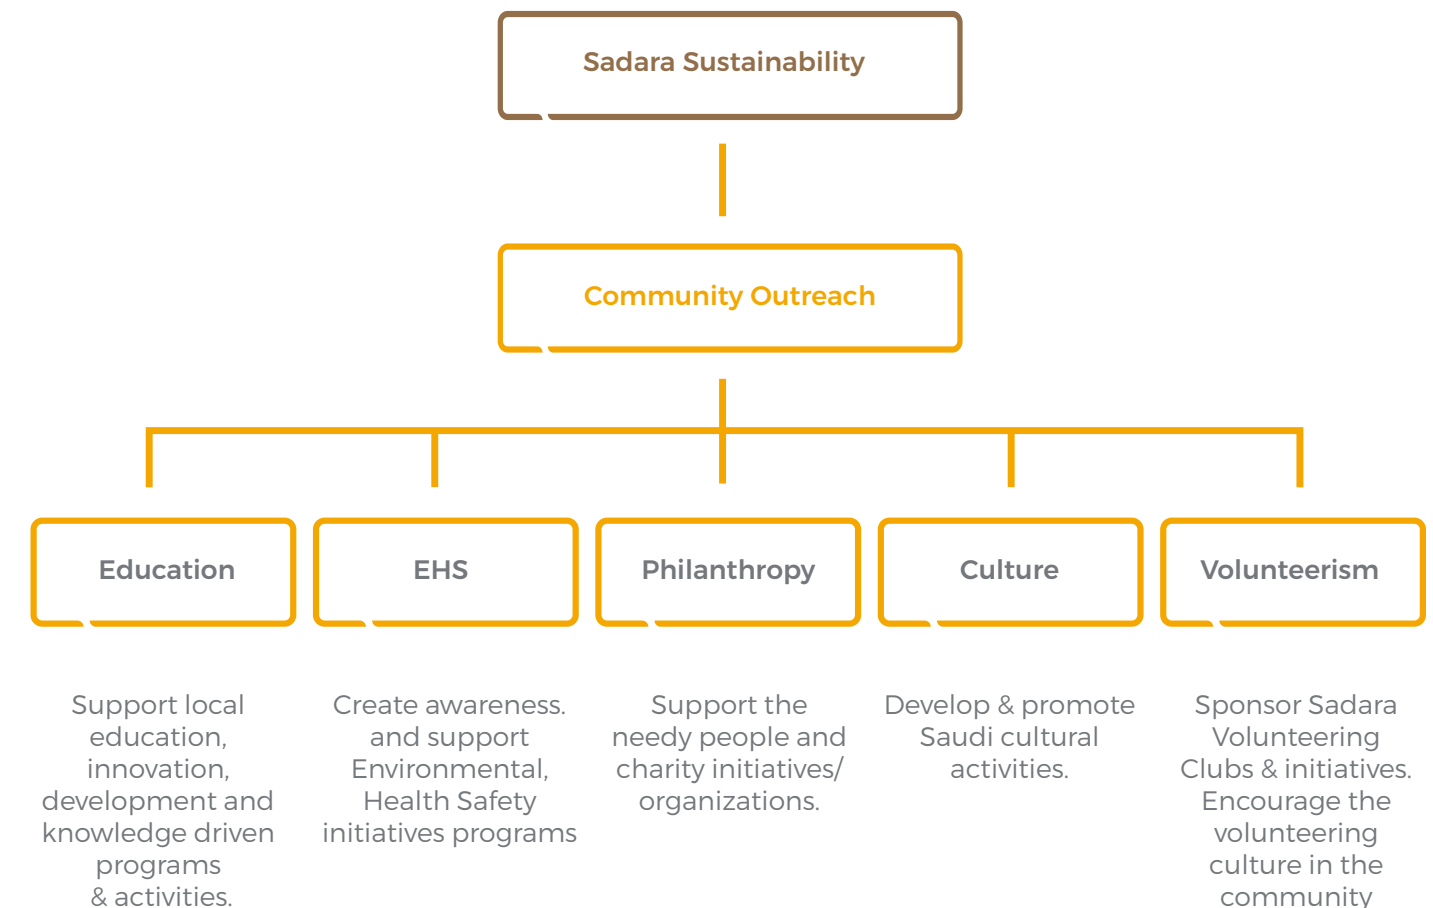 Sadara Sustainability
Community Outreach
Education
EHS
Philanthropy
Culture
Volunteerism
Support local
education,
innovation,
development and
knowledge driven
programs
& activities.
Create awareness.
and support
Environmental,
Health Safety
initiatives programs
Support the
needy people and
charity initiatives/
organizations.
Develop & promote
Saudi cultural
activities.
Sponsor Sadara
Volunteering
Clubs & initiatives.
Encourage the
volunteering
culture in the
community